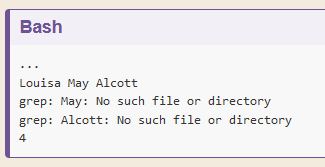 Bash
...
Louisa May Alcott
grep: May: No such file or directory
grep: Alcott: No such file or directory
4